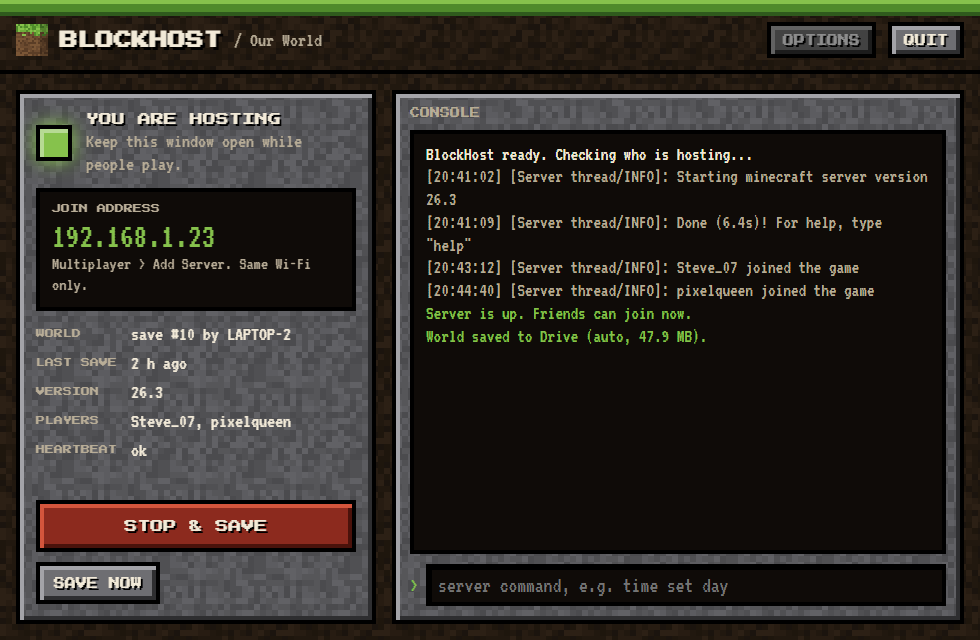 BLOCKHOST / Our World
OPTIONS
QUIT
YOU ARE HOSTING
Keep this window open while
people play.
JOIN ADDRESS
192.168.1.23
Multiplayer > Add Server. Same Wi-Fi
only.
WORLD save #10 by LAPTOP-2
LAST SAVE 2 h ago
VERSION 26.3
PLAYERS Steve_07, pixelqueen
HEARTBEAT ok
STOP & SAVE
SAVE NOW
CONSOLE
BlockHost ready. Checking who is hosting...
[20:41:02] [Server thread/INFO]: Starting minecraft server version
26.3
[20:41:09] [Server thread/INFO]: Done (6.4s)! For help, type
"help"
[20:43:12] [Server thread/INFO]: Steve_07 joined the game
[20:44:40] [Server thread/INFO]: pixelqueen joined the game
Server is up. Friends can join now.
World saved to Drive (auto, 47.9 MB).
> server command, e.g. time set day